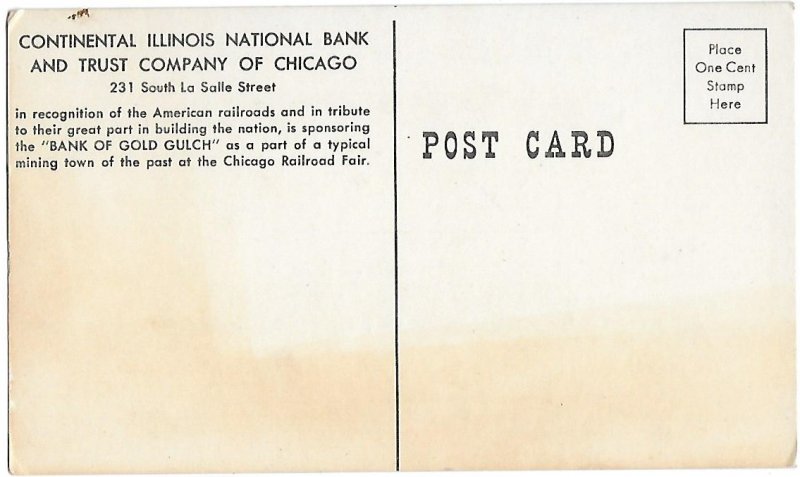 CONTINENTAL ILLINOIS NATIONAL BANK
AND TRUST COMPANY OF CHICAGO
231 South La Salle Street
in recognition of the American railroads and in tribute
to their great part in building the nation, is sponsoring
the "BANK OF GOLD GULCH" as a part of a typical
mining town of the past at the Chicago Railroad Fair.
POST CARD
Place
One Cent
Stamp
Here